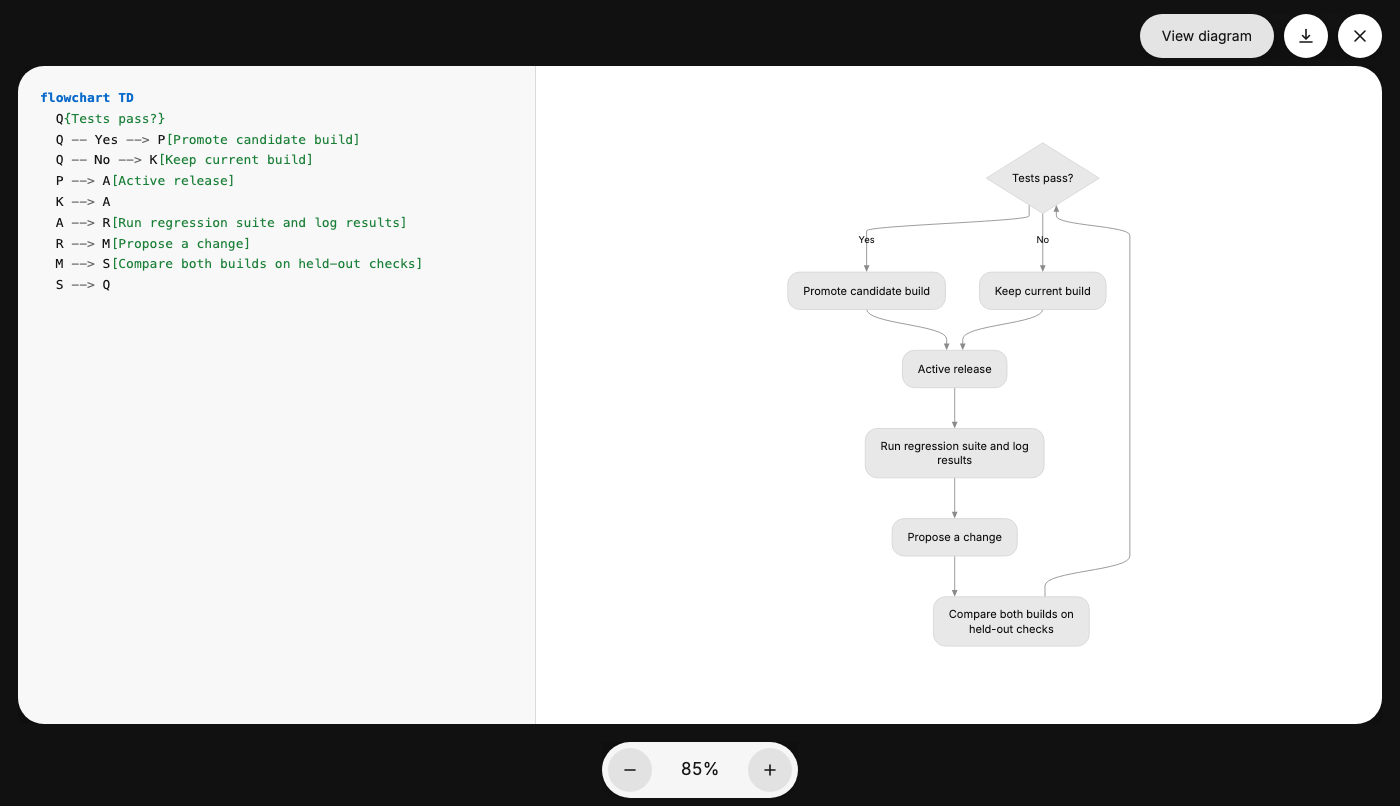 View diagram
flowchart TD
Q{Tests pass?}
Q -- Yes --> P[Promote candidate build]
Q -- No --> K[Keep current build]
P --> A[Active release]
K --> A
A --> R[Run regression suite and log results]
R --> M[Propose a change]
M --> S[Compare both builds on held-out checks]
S --> Q
Tests pass?
Yes
No
Promote candidate build
Keep current build
Active release
Run regression suite and log
results
Propose a change
Compare both builds on
held-out checks
85%